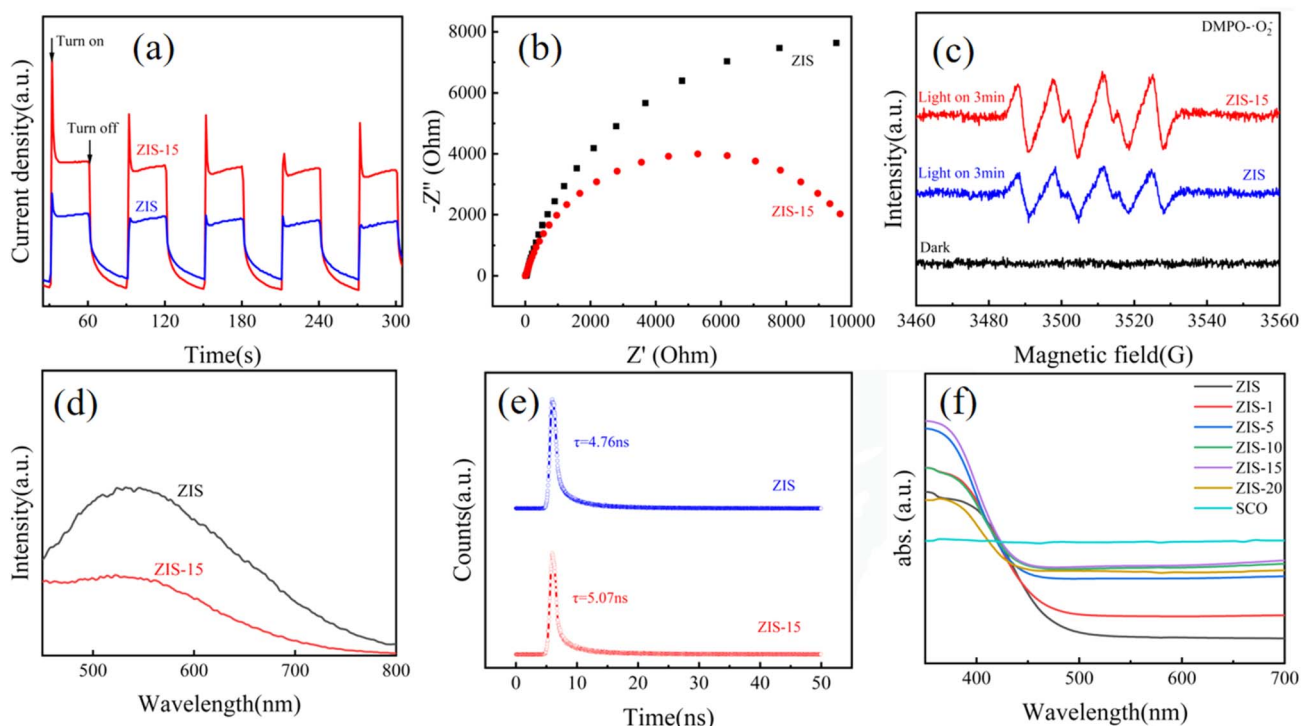 (a)
Turn on
Turn off
ZIS-15
ZIS
Current density(a.u.)
60 120 180 240 300
Time(s)
(b)
ZIS
ZIS-15
-Z'' (Ohm)
8000
6000
4000
2000
0
0 2000 4000 6000 8000 10000
Z' (Ohm)
(c)
DMPO-·O₂⁻
Light on 3min
ZIS-15
Light on 3min
ZIS
Dark
Intensity(a.u.)
3460 3480 3500 3520 3540 3560
Magnetic field(G)
(d)
ZIS
ZIS-15
Intensity(a.u.)
500 600 700 800
Wavelength(nm)
(e)
τ=4.76ns
ZIS
τ=5.07ns
ZIS-15
Counts(a.u.)
0 10 20 30 40 50
Time(ns)
(f)
ZIS
ZIS-1
ZIS-5
ZIS-10
ZIS-15
ZIS-20
SCO
abs. (a.u.)
400 500 600 700
Wavelength(nm)